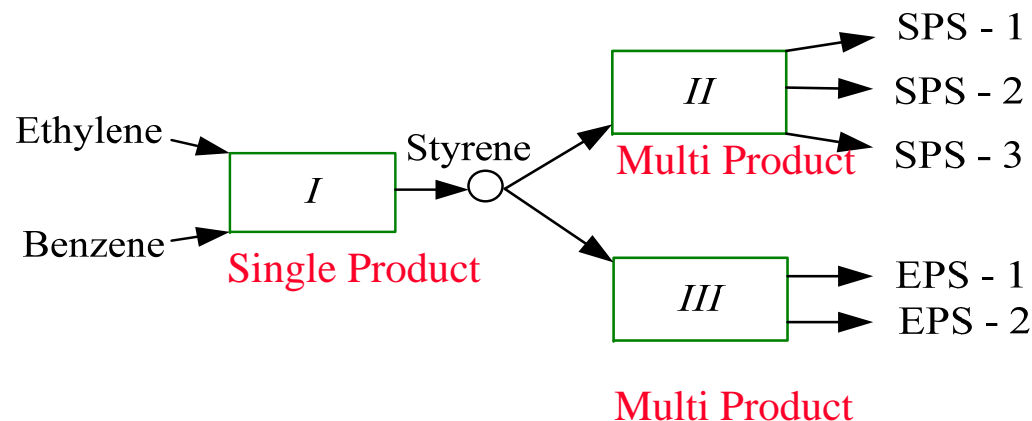 Ethylene
Benzene
I
Single Product
Styrene
II
Multi Product
SPS - 1
SPS - 2
SPS - 3
III
Multi Product
EPS - 1
EPS - 2